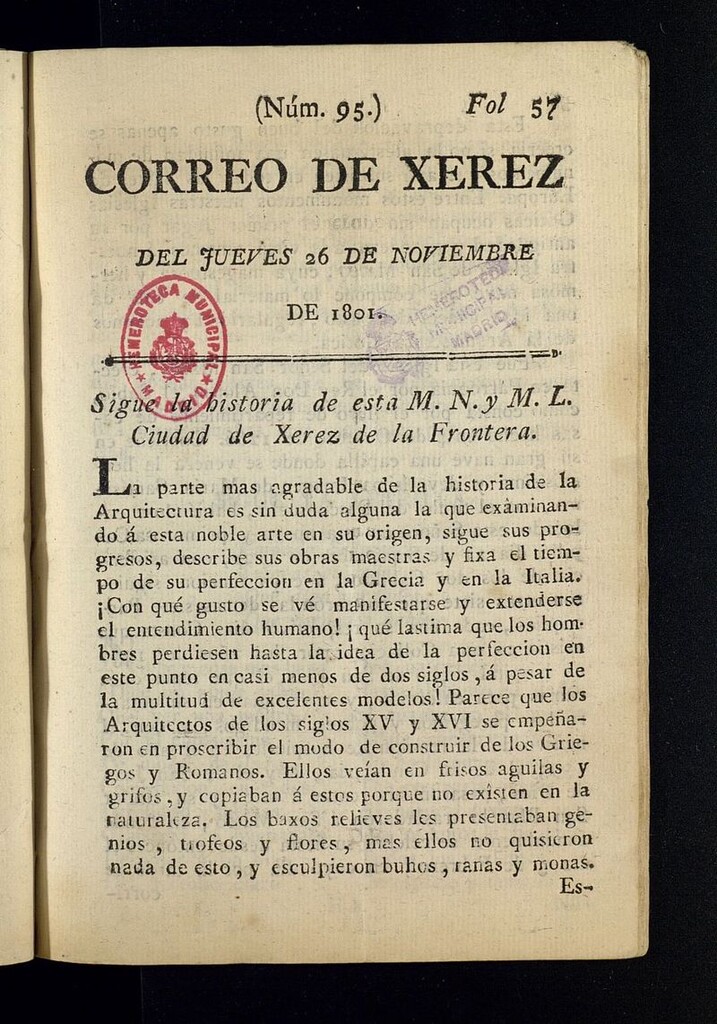 (Núm. 95.) Fol 57
CORREO DE XEREZ
DEL JUEVES 26 DE NOVIEMBRE
DE 1801.
HEMEROTECA MUNICIPAL
MADRID
HEMEROTECA
MUNICIPAL
MADRID
Sigue la historia de esta M. N. y M. L.
Ciudad de Xerez de la Frontera.
La parte mas agradable de la historia de la
Arquitectura es sin duda alguna la que exâminan-
do á esta noble arte en su origen, sigue sus pro-
gresos, describe sus obras maestras y fixa el tiem-
po de su perfeccion en la Grecia y en la Italia.
¡Con qué gusto se vé manifestarse y extenderse
el entendimiento humano! ¡ qué lastima que los hom-
bres perdiesen hasta la idea de la perfeccion en
este punto en casi menos de dos siglos, á pesar de
la multitud de excelentes modelos! Parece que los
Arquitectos de los siglos XV y XVI se empeña-
ron en proscribir el modo de construir de los Grie-
gos y Romanos. Ellos veían en frisos aguilas y
grifos, y copiaban á estos porque no existen en la
naturaleza. Los baxos relieves les presentaban ge-
nios, trofeos y flores, mas ellos no quisieron
nada de esto, y esculpieron buhos, ranas y monas.
Es-